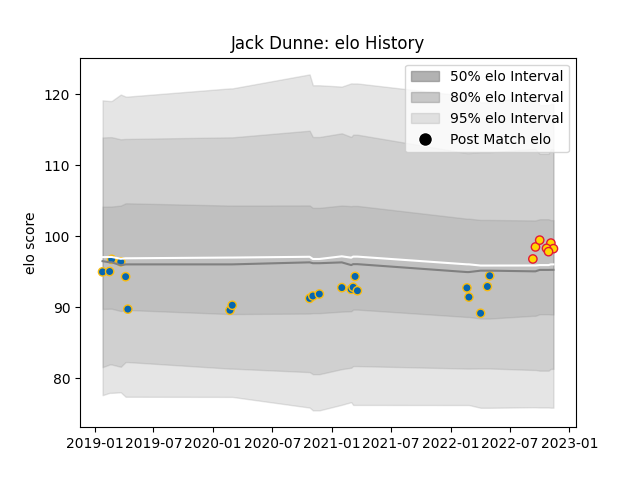 Jack Dunne: elo History
50% elo Interval
80% elo Interval
95% elo Interval
Post Match elo
elo score
120
110
100
90
80
2019-01 2019-07 2020-01 2020-07 2021-01 2021-07 2022-01 2022-07 2023-01